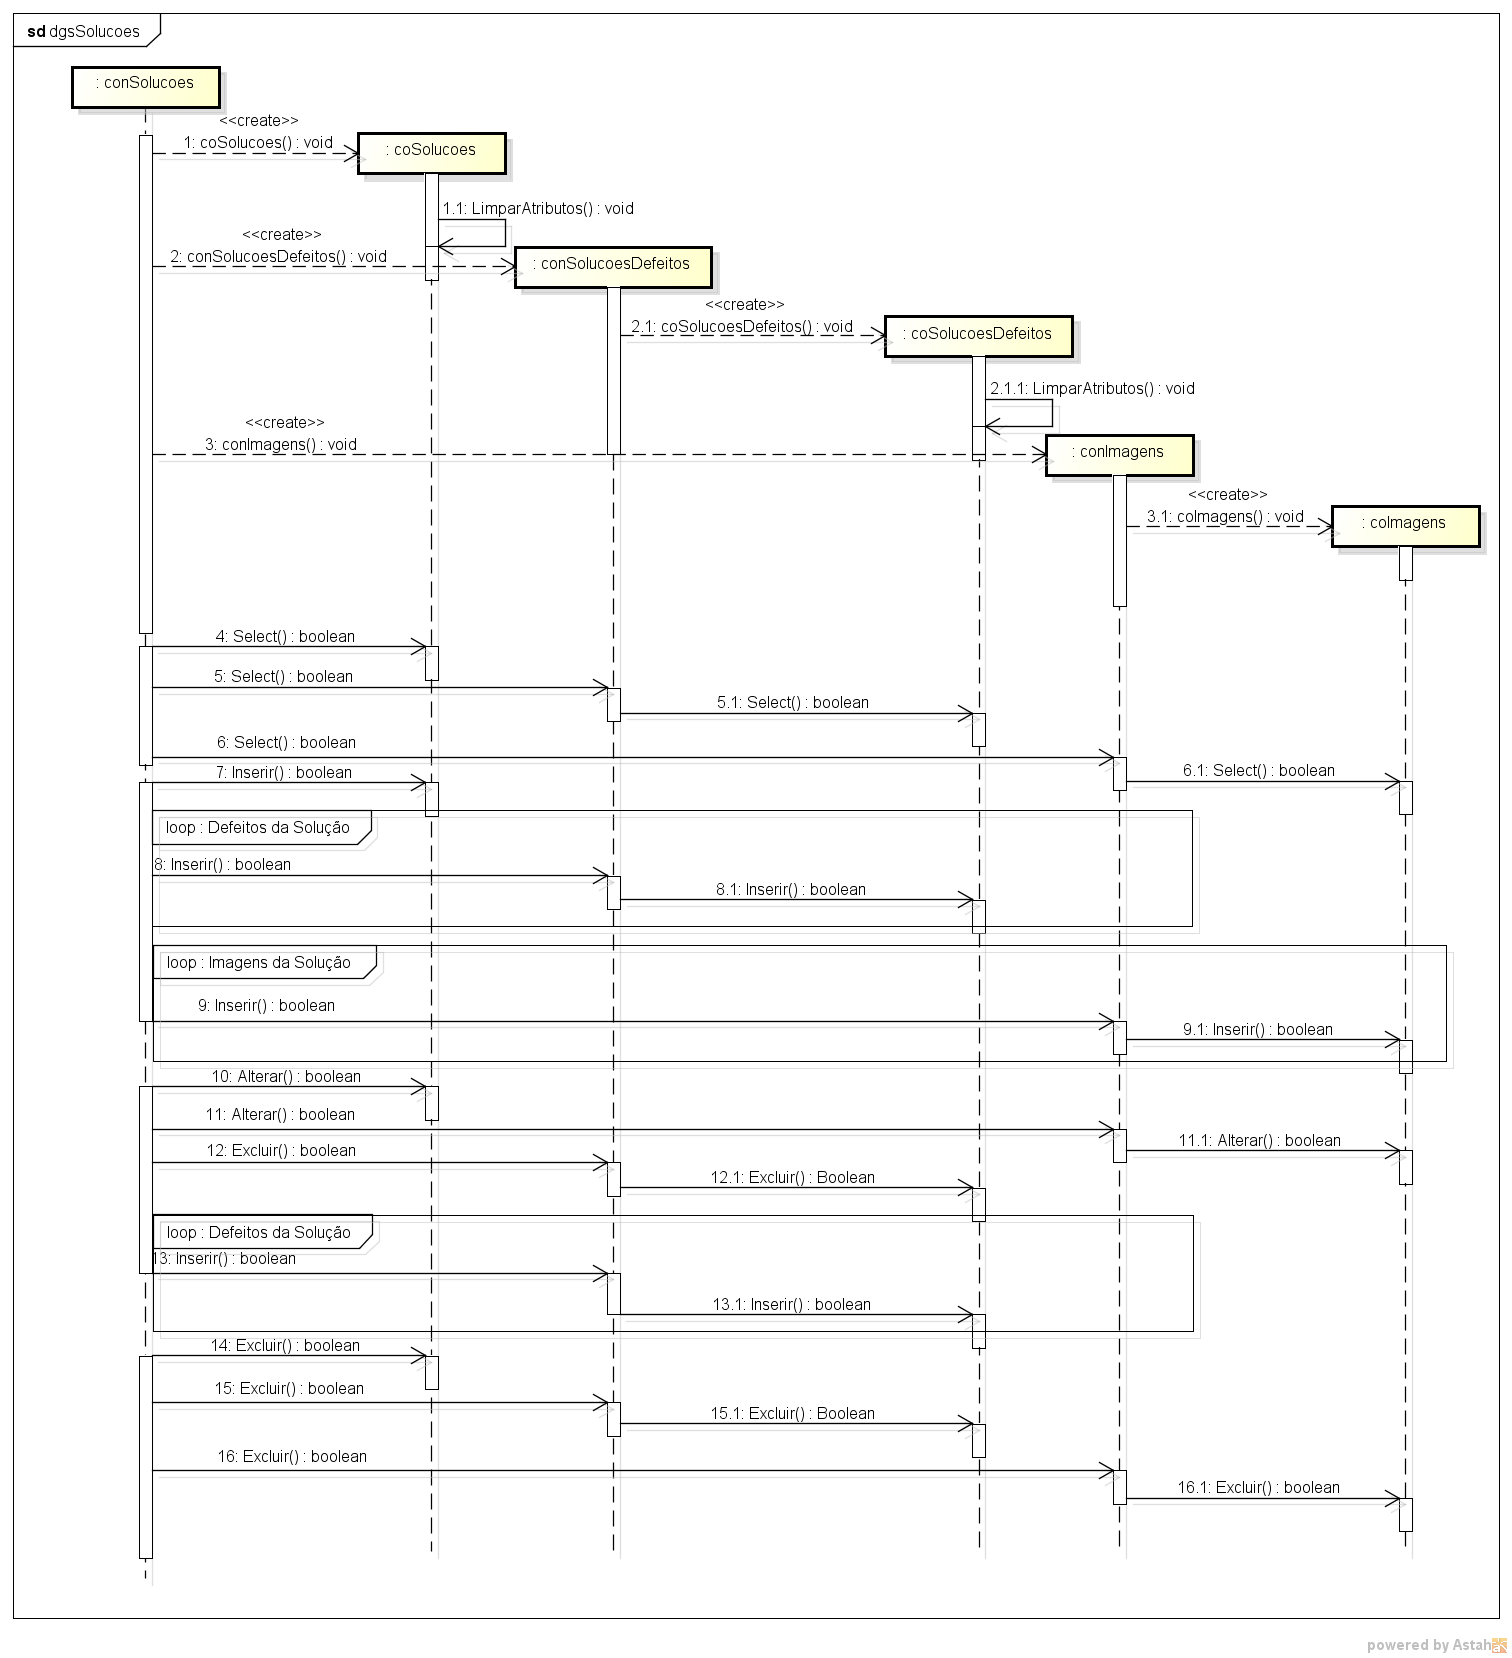 sd dgsSolucoes
: conSolucoes
<<create>>
1: coSolucoes() : void
: coSolucoes
1.1: LimparAtributos() : void
<<create>>
2: conSolucoesDefeitos() : void
: conSolucoesDefeitos
<<create>>
2.1: coSolucoesDefeitos() : void
: coSolucoesDefeitos
2.1.1: LimparAtributos() : void
<<create>>
3: conImagens() : void
: conImagens
<<create>>
3.1: coImagens() : void
: coImagens
4: Select() : boolean
5: Select() : boolean
5.1: Select() : boolean
6: Select() : boolean
6.1: Select() : boolean
7: Inserir() : boolean
loop : Defeitos da Solução
8: Inserir() : boolean
8.1: Inserir() : boolean
loop : Imagens da Solução
9: Inserir() : boolean
9.1: Inserir() : boolean
10: Alterar() : boolean
11: Alterar() : boolean
11.1: Alterar() : boolean
12: Excluir() : boolean
12.1: Excluir() : Boolean
loop : Defeitos da Solução
13: Inserir() : boolean
13.1: Inserir() : boolean
14: Excluir() : boolean
15: Excluir() : boolean
15.1: Excluir() : Boolean
16: Excluir() : boolean
16.1: Excluir() : boolean
powered by Astah